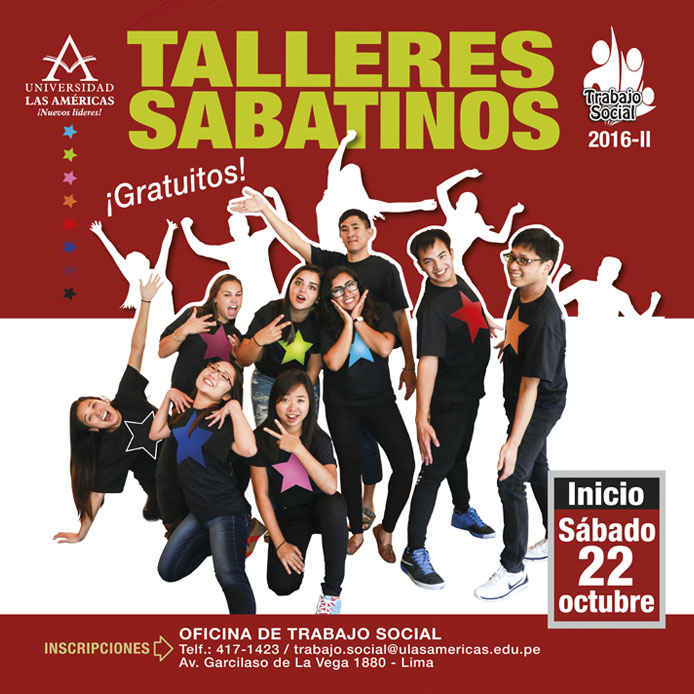 UNIVERSIDAD
LAS AMÉRICAS
¡Nuevos líderes!
TALLERES
SABATINOS
Trabajo
Social
2016-II
¡Gratuitos!
Inicio
Sábado
22
octubre
INSCRIPCIONES
OFICINA DE TRABAJO SOCIAL
Telf.: 417-1423 / trabajo.social@ulasamericas.edu.pe
Av. Garcilaso de La Vega 1880 - Lima